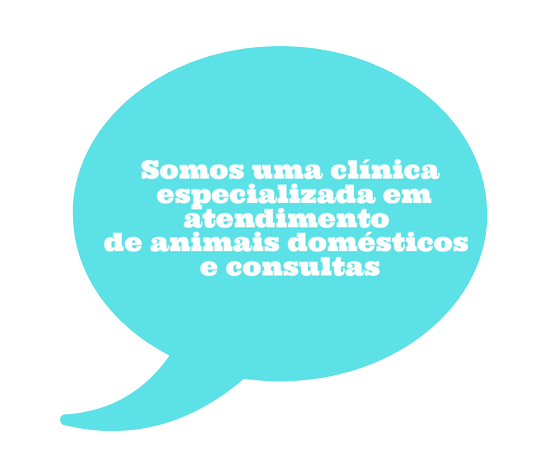 Somos uma clínica
especializada em
atendimento
de animais domésticos
e consultas